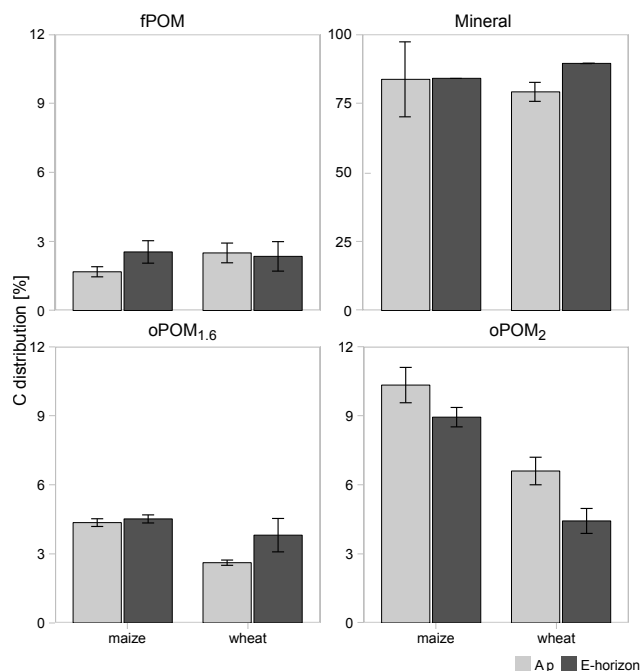 fPOM
Mineral
12
9
6
3
0
100
75
50
25
0
C distribution [%]
oPOM1.6
oPOM2
12
9
6
3
0
12
9
6
3
0
maize
wheat
maize
wheat
Ap
E-horizon